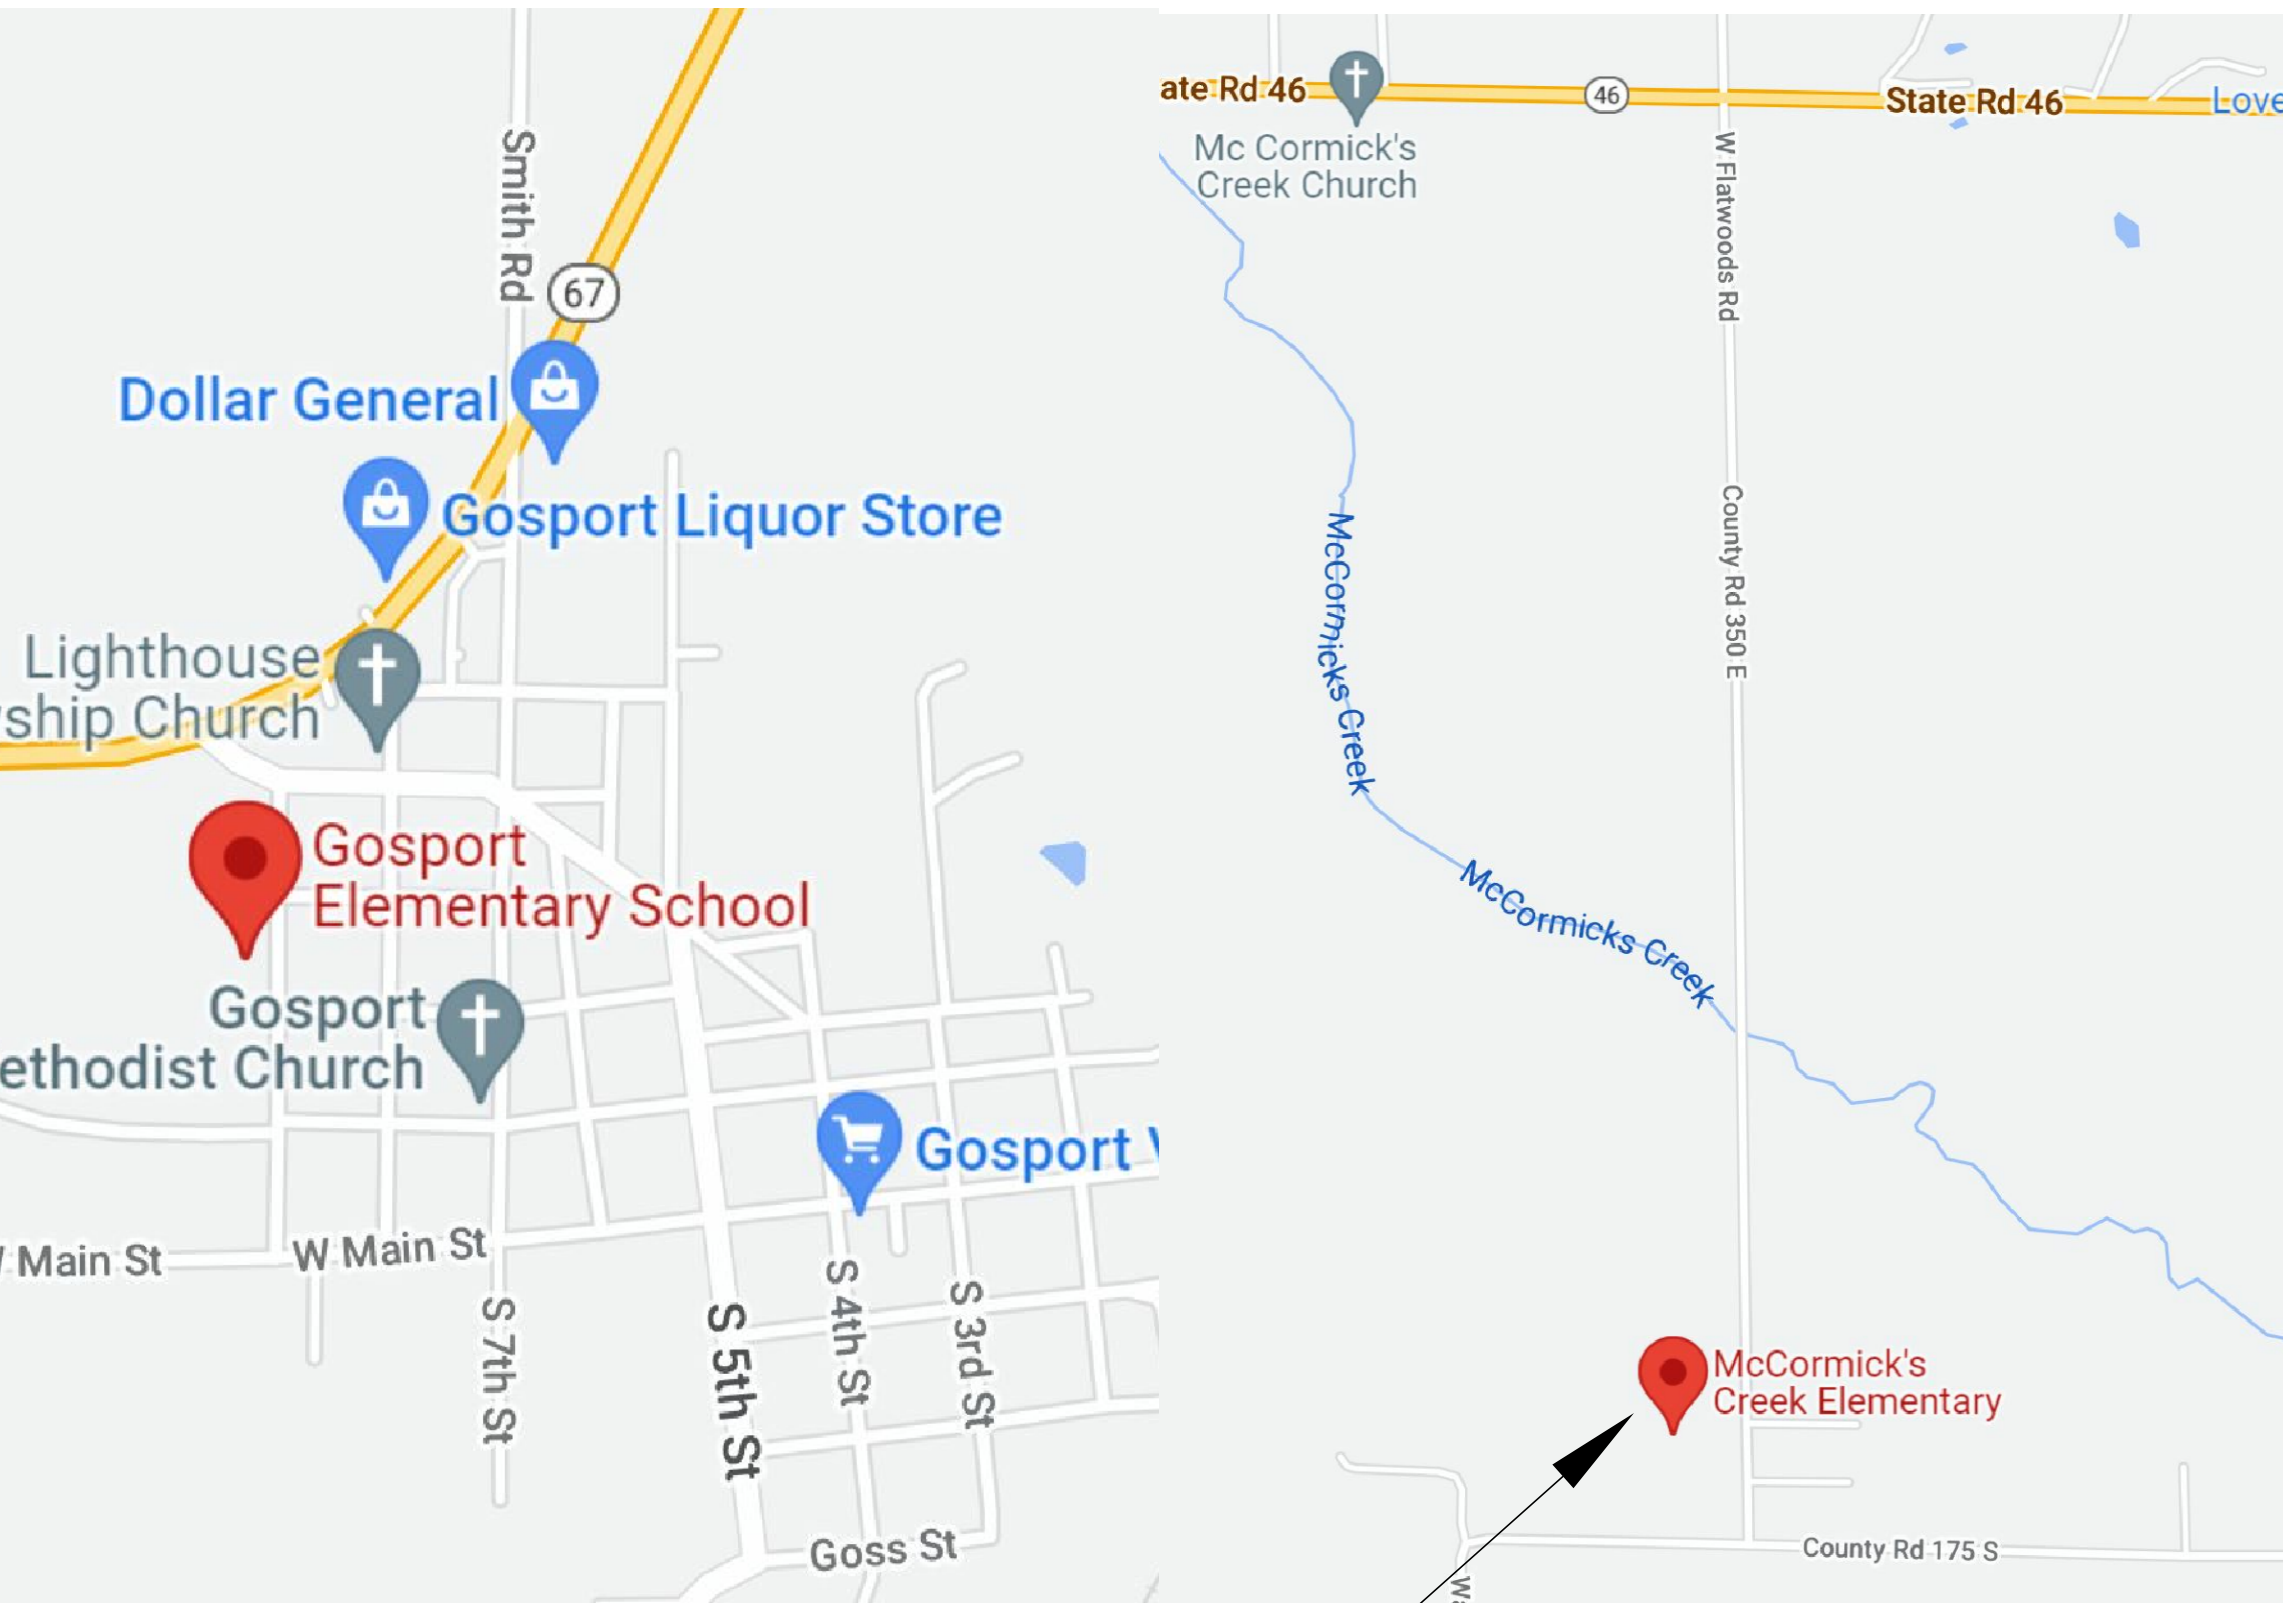 Smith Rd
67
Dollar General
Gosport Liquor Store
Lighthouse
ship Church
Gosport
Elementary School
Gosport
ethodist Church
Gosport
Main St
W Main St
S 7th St
S 5th St
S 4th St
S 3rd St
Goss St
ate Rd 46
46
State Rd 46
Love
Mc Cormick's
Creek Church
W Flatwoods Rd
County Rd 350 E
McCormicks Creek
McCormicks Creek
McCormick's
Creek Elementary
County Rd 175 S